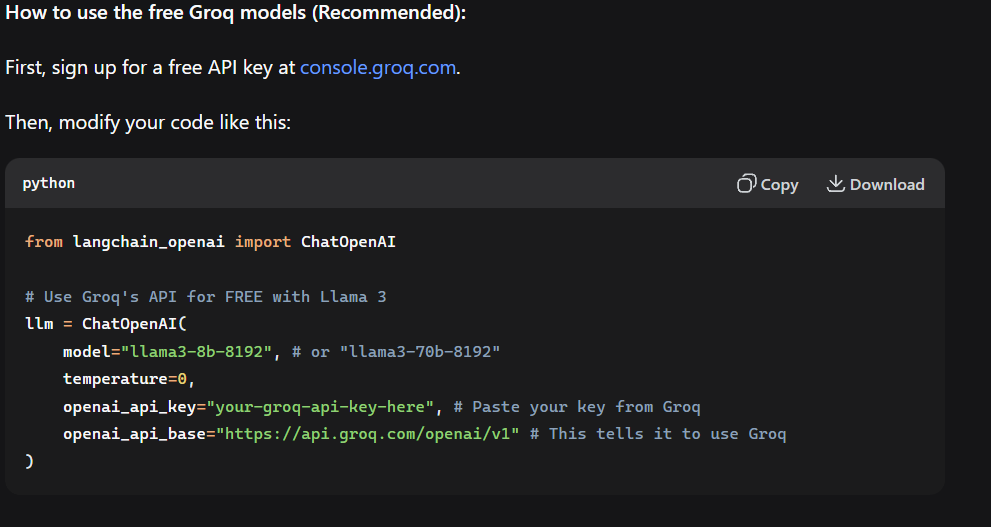 How to use the free Groq models (Recommended):
First, sign up for a free API key at console.groq.com.
Then, modify your code like this:
python
Copy
Download
from langchain_openai import ChatOpenAI
# Use Groq's API for FREE with Llama 3
llm = ChatOpenAI(
    model="llama3-8b-8192", # or "llama3-70b-8192"
    temperature=0,
    openai_api_key="your-groq-api-key-here", # Paste your key from Groq
    openai_api_base="https://api.groq.com/openai/v1" # This tells it to use Groq
)